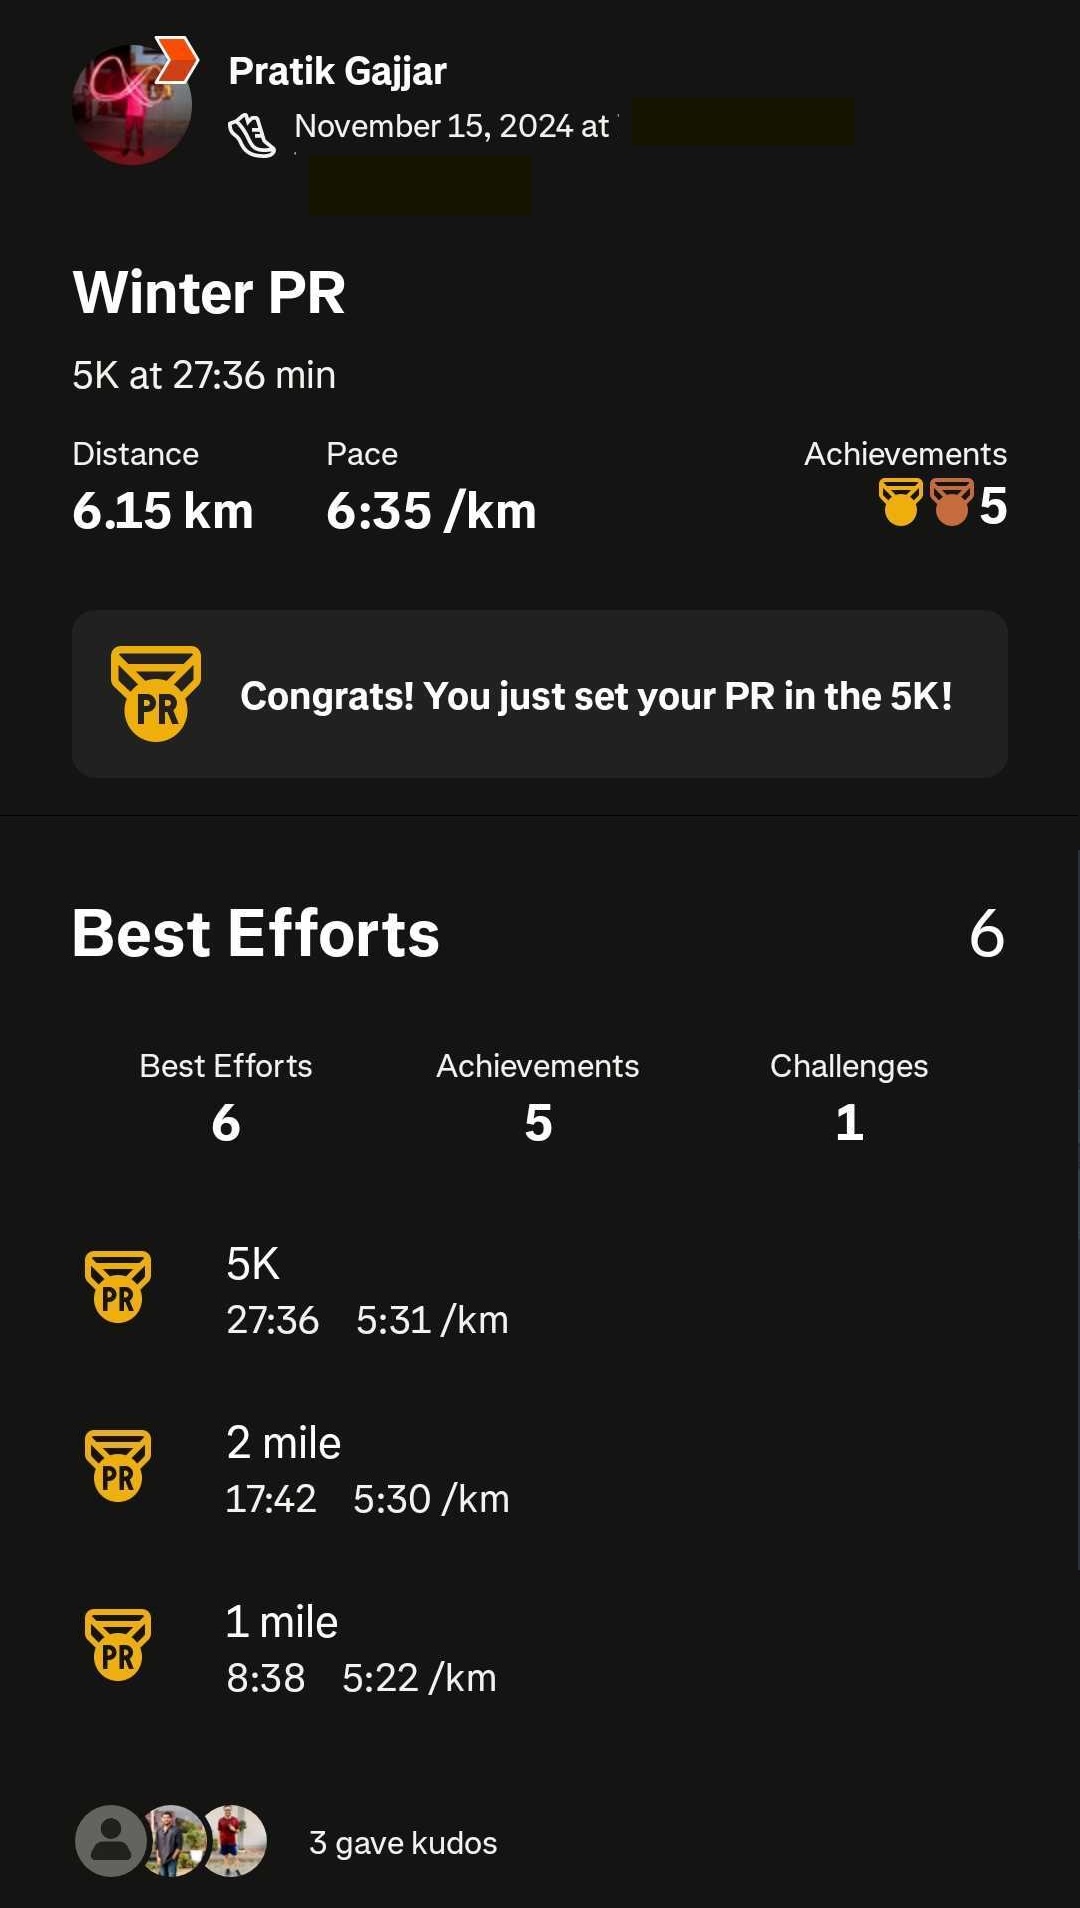 Pratik Gajjar
November 15, 2024 at
Winter PR
5K at 27:36 min
Distance Pace Achievements
6.15 km 6:35 /km 5
PR Congrats! You just set your PR in the 5K!
Best Efforts 6
Best Efforts Achievements Challenges
6 5 1
5K
PR
27:36 5:31 /km
2 mile
PR
17:42 5:30 /km
1 mile
PR
8:38 5:22 /km
3 gave kudos